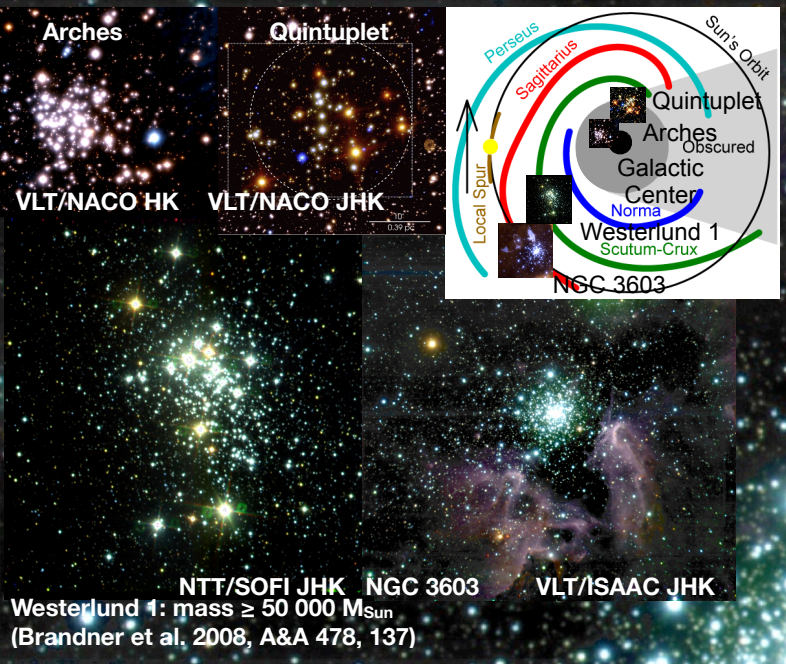 Arches
Quintuplet
VLT/NACO HK
VLT/NACO JHK
10"
0.39 pc
Perseus
Sagittarius
Sun's Orbit
Quintuplet
Arches
Obscured
Galactic
Center
Local Spur
Norma
Westerlund 1
Scutum-Crux
NGC 3603
NTT/SOFI JHK
NGC 3603
VLT/ISAAC JHK
Westerlund 1: mass ≥ 50 000 MSun
(Brandner et al. 2008, A&A 478, 137)